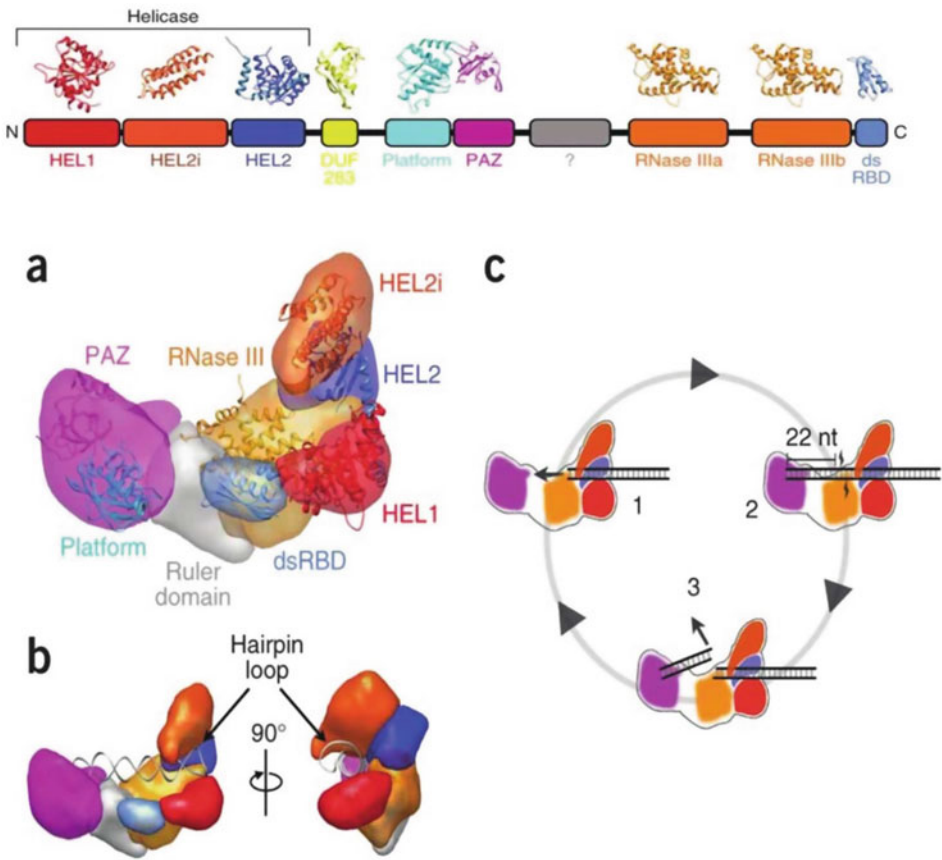 Helicase
N
C
HEL1
HEL2i
HEL2
DUF
283
Platform
PAZ
?
RNase IIIa
RNase IIIb
ds
RBD
a
HEL2i
PAZ
RNase III
HEL2
HEL1
Platform
Ruler
domain
dsRBD
b
Hairpin
loop
90°
c
22 nt
1
2
3